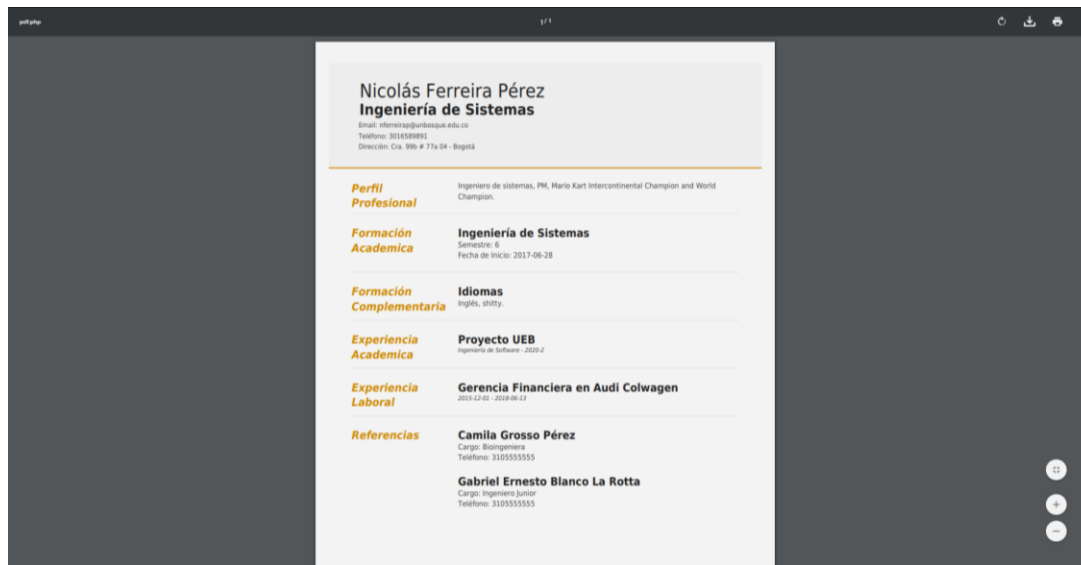 pdf.php
1/1
Nicolás Ferreira Pérez
Ingeniería de Sistemas
Email: nferreirap@unbosque.edu.co
Teléfono: 3016589891
Dirección: Cra. 99b # 77a 04 - Bogotá
Perfil
Profesional
Ingeniero de sistemas, PM, Mario Kart Intercontinental Champion and World
Champion.
Formación
Academica
Ingeniería de Sistemas
Semestre: 6
Fecha de Inicio: 2017-06-28
Formación
Complementaria
Idiomas
Inglés, shitty.
Experiencia
Academica
Proyecto UEB
Ingeniería de Software - 2020-2
Experiencia
Laboral
Gerencia Financiera en Audi Colwagen
2015-12-01 - 2018-06-13
Referencias
Camila Grosso Pérez
Cargo: Bioingeniera
Teléfono: 3105555555
Gabriel Ernesto Blanco La Rotta
Cargo: Ingeniero Junior
Teléfono: 3105555555